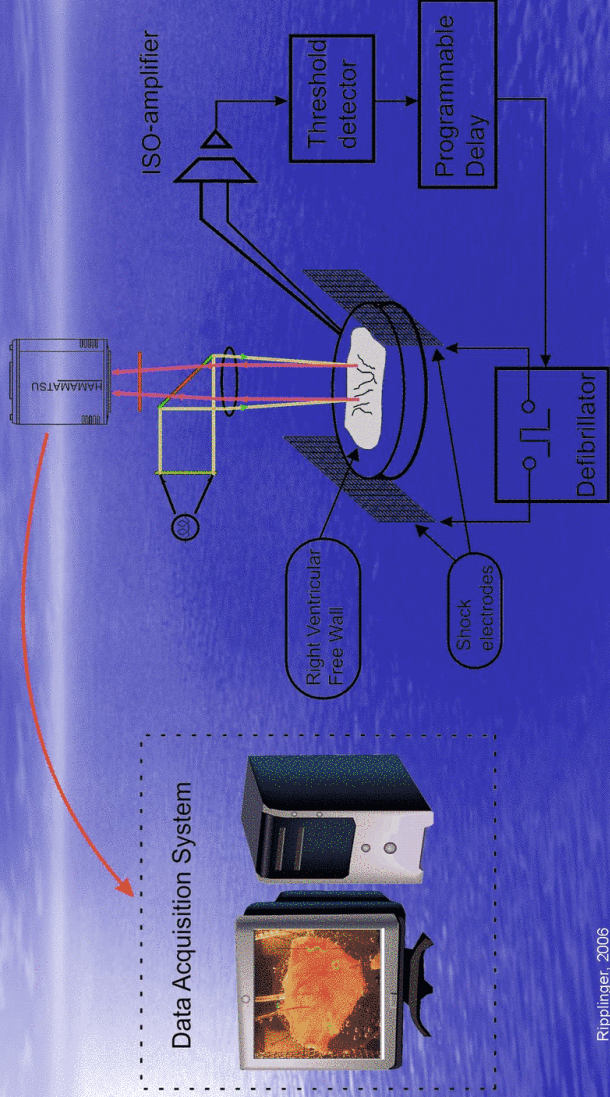 Data Acquisition System
HAMAMATSU
ISO-amplifier
Threshold
detector
Programmable
Delay
Right Ventricular
Free Wall
Shock
electrodes
Defibrillator
Ripplinger, 2006